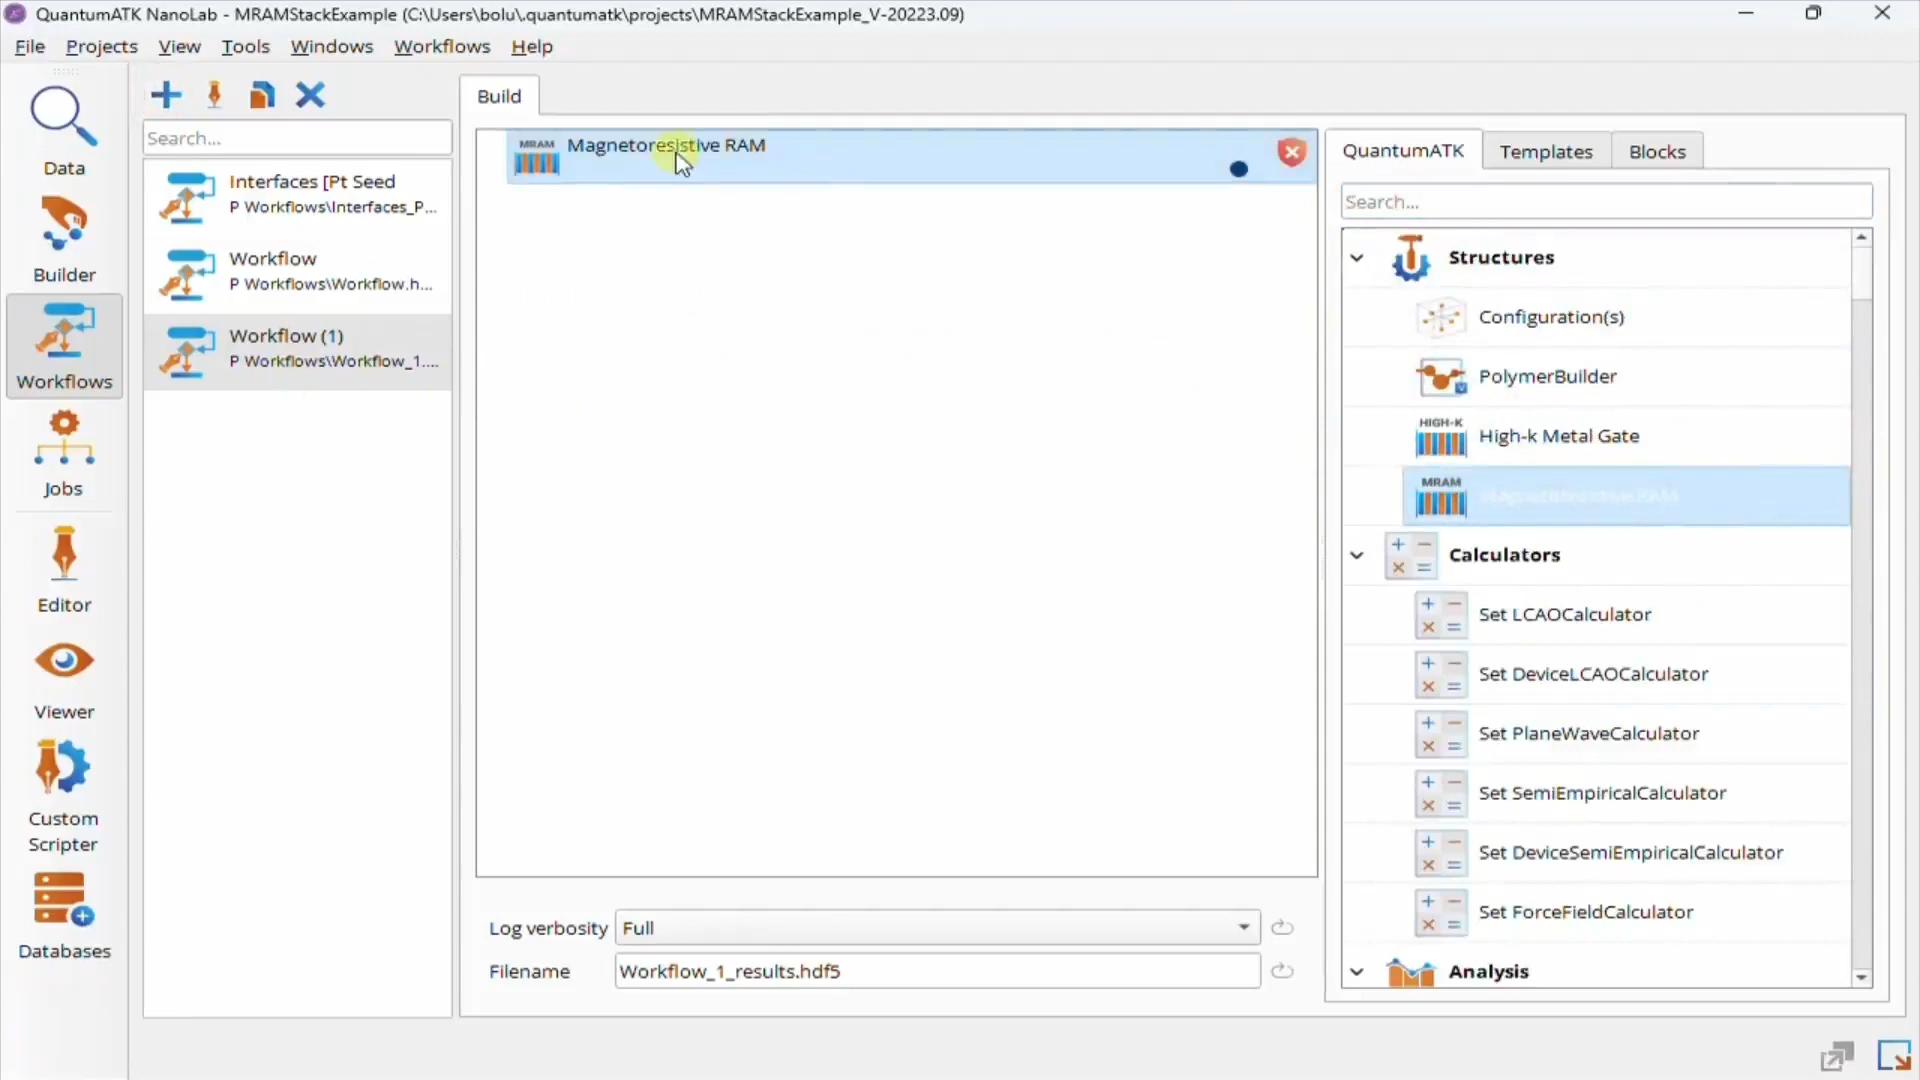 QuantumATK NanoLab - MRAMStackExample (C:\Users\bolu\.quantumatk\projects\MRAMStackExample_V-20223.09)
File Projects View Tools Windows Workflows Help
Data
Builder
Workflows
Jobs
Editor
Viewer
Custom
Scripter
Databases
Search...
Interfaces [Pt Seed
P Workflows\Interfaces_P...
Workflow
P Workflows\Workflow.h...
Workflow (1)
P Workflows\Workflow_1....
Build
MRAM
Magnetoresistive RAM
Log verbosity Full
Filename Workflow_1_results.hdf5
QuantumATK Templates Blocks
Search...
Structures
Configuration(s)
PolymerBuilder
HIGH-K
High-k Metal Gate
MRAM
Magnetoresistive RAM
Calculators
Set LCAOCalculator
Set DeviceLCAOCalculator
Set PlaneWaveCalculator
Set SemiEmpiricalCalculator
Set DeviceSemiEmpiricalCalculator
Set ForceFieldCalculator
Analysis